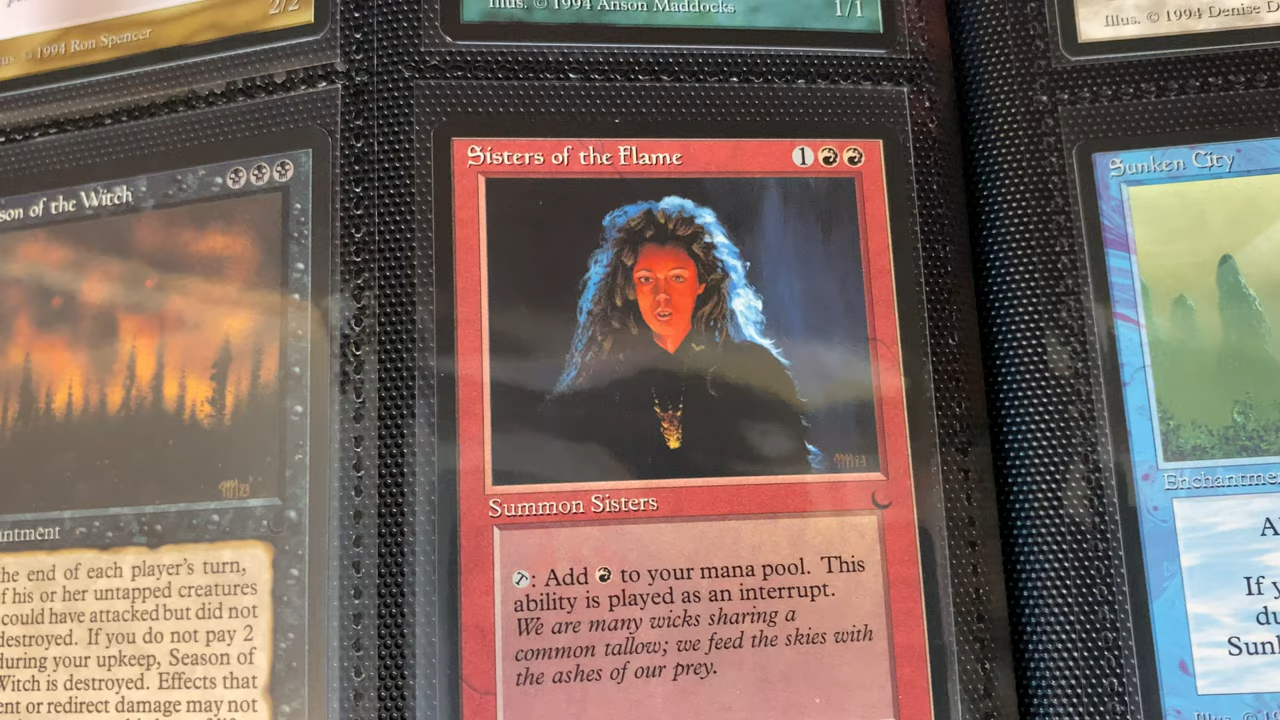 2/2
© 1994 Ron Spencer
Illus. © 1994 Anson Maddocks
1/1
Illus. © 1994 Denise D
son of the Witch
ntment
he end of each player's turn,
f his or her untapped creatures
could have attacked but did not
destroyed. If you do not pay 2
during your upkeep, Season of
Witch is destroyed. Effects that
ent or redirect damage may not
Sisters of the Flame
1
Summon Sisters
: Add to your mana pool. This
ability is played as an interrupt.
We are many wicks sharing a
common tallow; we feed the skies with
the ashes of our prey.
Sunken City
Enchantme
A
If y
du
Sunk